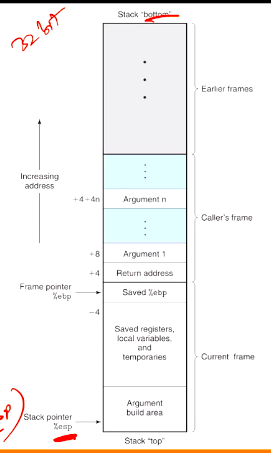 Stack "bottom"
32 bit
Earlier frames
Increasing
address
+4+4n
Argument n
Caller's frame
+8
Argument 1
+4
Return address
Frame pointer
%ebp
Saved %ebp
−4
Saved registers,
local variables,
and
temporaries
Current frame
Argument
build area
Stack pointer
%esp
Stack "top"